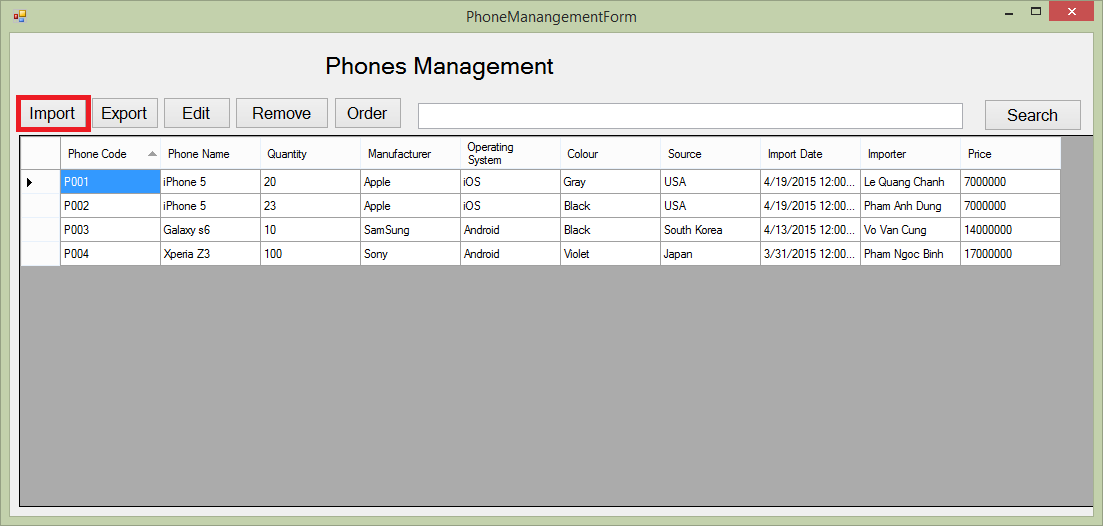 PhoneManangementForm
Phones Management
Import Export Edit Remove Order Search
Phone Code Phone Name Quantity Manufacturer Operating System Colour Source Import Date Importer Price
P001 iPhone 5 20 Apple iOS Gray USA 4/19/2015 12:00... Le Quang Chanh 7000000
P002 iPhone 5 23 Apple iOS Black USA 4/19/2015 12:00... Pham Anh Dung 7000000
P003 Galaxy s6 10 SamSung Android Black South Korea 4/13/2015 12:00... Vo Van Cung 14000000
P004 Xperia Z3 100 Sony Android Violet Japan 3/31/2015 12:00... Pham Ngoc Binh 17000000